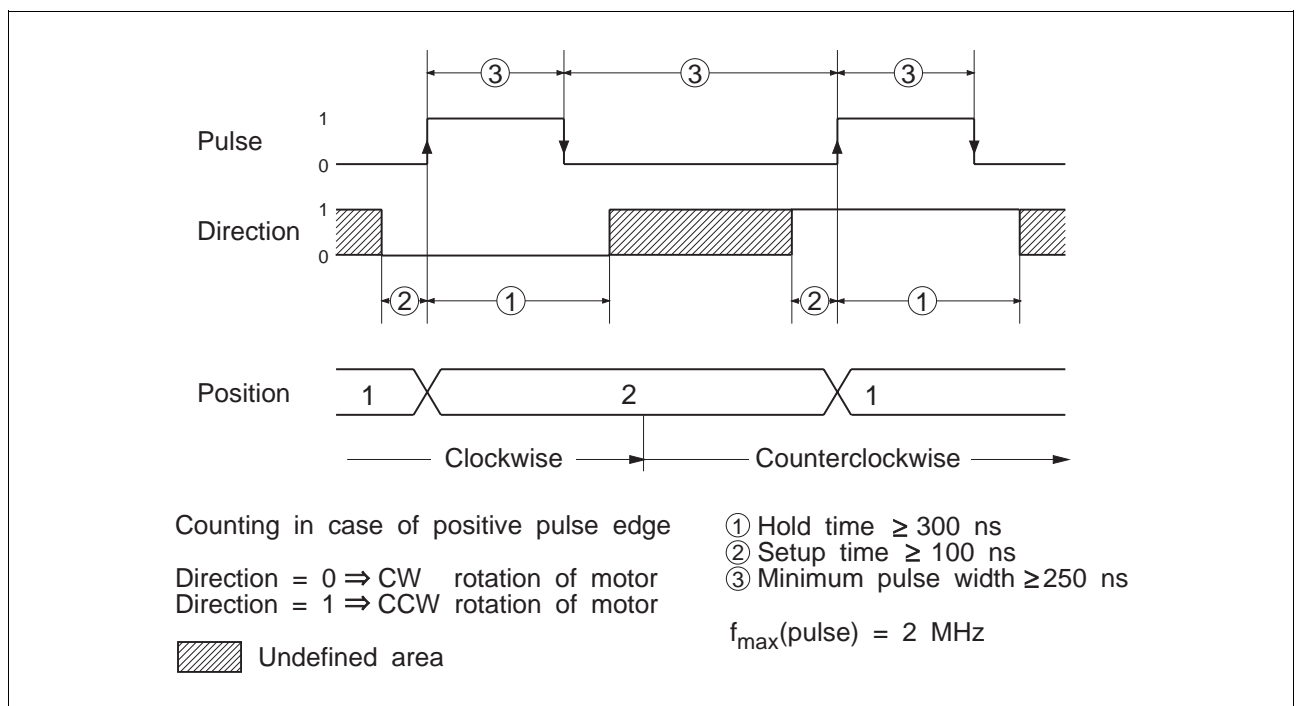 ③ ③ ③
Pulse 1
0
Direction 1
0
② ① ② ①
Position 1 2 1
Clockwise Counterclockwise
Counting in case of positive pulse edge
Direction = 0 ⇒ CW rotation of motor
Direction = 1 ⇒ CCW rotation of motor
Undefined area
① Hold time ≥ 300 ns
② Setup time ≥ 100 ns
③ Minimum pulse width ≥ 250 ns
fmax(pulse) = 2 MHz